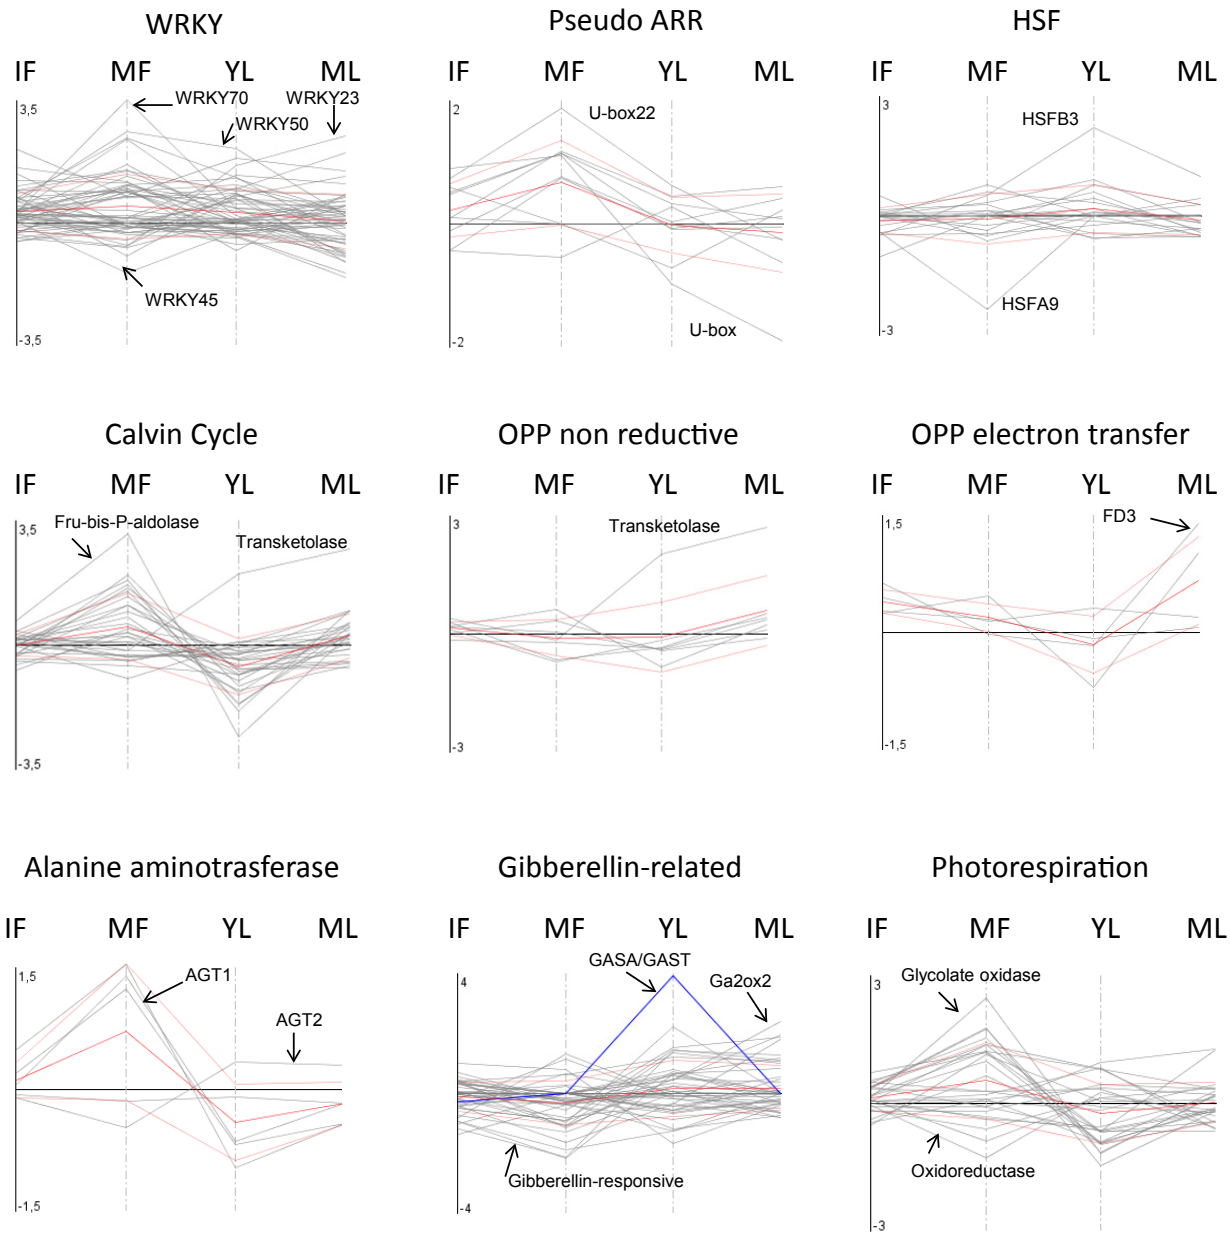 WRKY
Pseudo ARR
HSF
IF MF YL ML
IF MF YL ML
IF MF YL ML
3,5
WRKY70
WRKY23
WRKY50
WRKY45
-3,5
2
U-box22
U-box
-2
3
HSFB3
HSFA9
-3
Calvin Cycle
OPP non reductive
OPP electron transfer
IF MF YL ML
IF MF YL ML
IF MF YL ML
3,5
Fru-bis-P-aldolase
Transketolase
-3,5
3
Transketolase
-3
1,5
FD3
-1,5
Alanine aminotrasferase
Gibberellin-related
Photorespiration
IF MF YL ML
IF MF YL ML
IF MF YL ML
1,5
AGT1
AGT2
-1,5
4
GASA/GAST
Ga2ox2
Gibberellin-responsive
-4
3
Glycolate oxidase
Oxidoreductase
-3